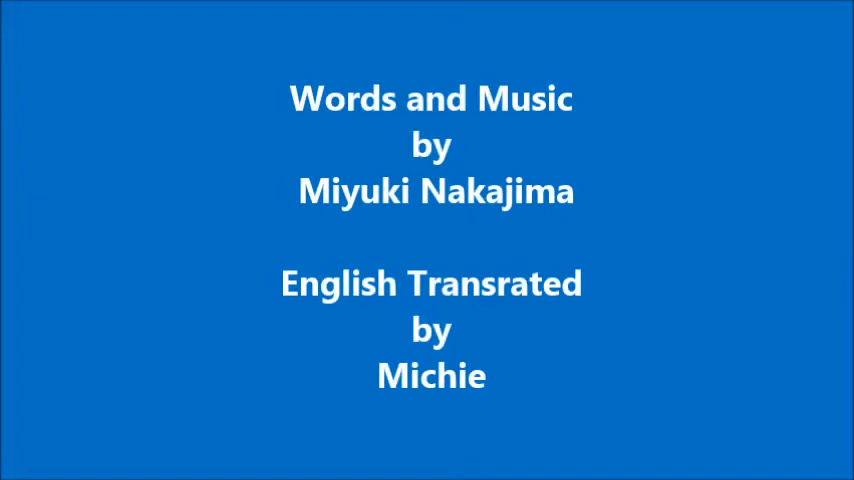 Words and Music
by
Miyuki Nakajima
English Transrated
by
Michie